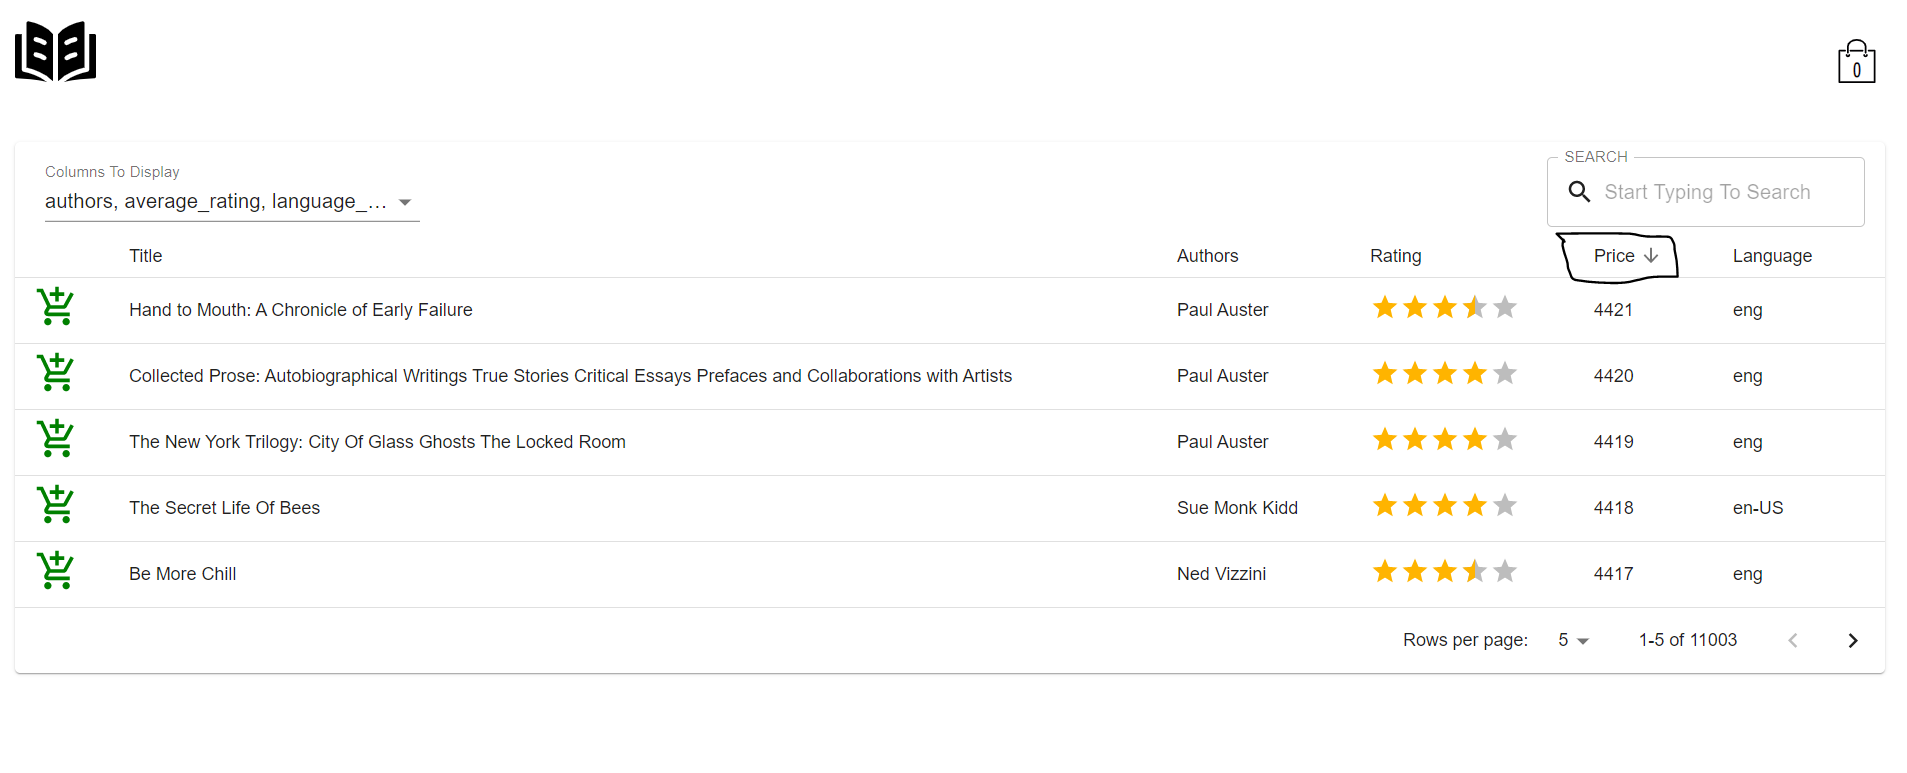 0
Columns To Display
authors, average_rating, language_...
SEARCH
Start Typing To Search
Title Authors Rating Price Language
Hand to Mouth: A Chronicle of Early Failure Paul Auster 4421 eng
Collected Prose: Autobiographical Writings True Stories Critical Essays Prefaces and Collaborations with Artists Paul Auster 4420 eng
The New York Trilogy: City Of Glass Ghosts The Locked Room Paul Auster 4419 eng
The Secret Life Of Bees Sue Monk Kidd 4418 en-US
Be More Chill Ned Vizzini 4417 eng
Rows per page: 5 1-5 of 11003